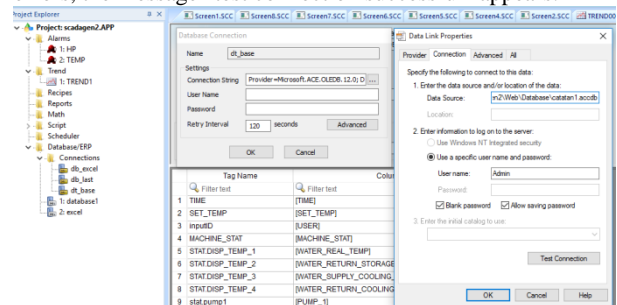 Project Explorer
Project: scadagen2.APP
Alarms
1: HP
2: TEMP
Trend
1: TREND1
Recipes
Reports
Math
Script
Scheduler
Database/ERP
Connections
db_excel
db_last
dt_base
1: database1
2: excel
Screen1.SCC Screen8.SCC Screen7.SCC Screen6.SCC Screen5.SCC Screen4.SCC Screen2.SCC TREND00
Database Connection
Name dt_base
Settings
Connection String Provider=Microsoft.ACE.OLEDB.12.0; D ...
User Name
Password
Retry Interval 120 seconds Advanced
OK Cancel
Tag Name Colu
Filter text Filter text
1 TIME [TIME]
2 SET_TEMP [SET_TEMP]
3 inputID [USER]
4 MACHINE_STAT [MACHINE_STAT]
5 STAT.DISP_TEMP_1 [WATER_REAL_TEMP]
6 STAT.DISP_TEMP_2 [WATER_RETURN_STORAGE
7 STAT.DISP_TEMP_3 [WATER_SUPPLY_COOLING_
8 STAT.DISP_TEMP_4 [WATER_RETURN_COOLING
9 stat.pump1 [PUMP_1]
Data Link Properties
Provider Connection Advanced All
Specify the following to connect to this data:
1. Enter the data source and/or location of the data:
Data Source: m2\Web\Database\catatan1.accdb
Location:
2. Enter information to log on to the server:
Use Windows NT Integrated security
Use a specific user name and password:
User name: Admin
Password:
Blank password Allow saving password
3. Enter the initial catalog to use:
Test Connection
OK Cancel Help